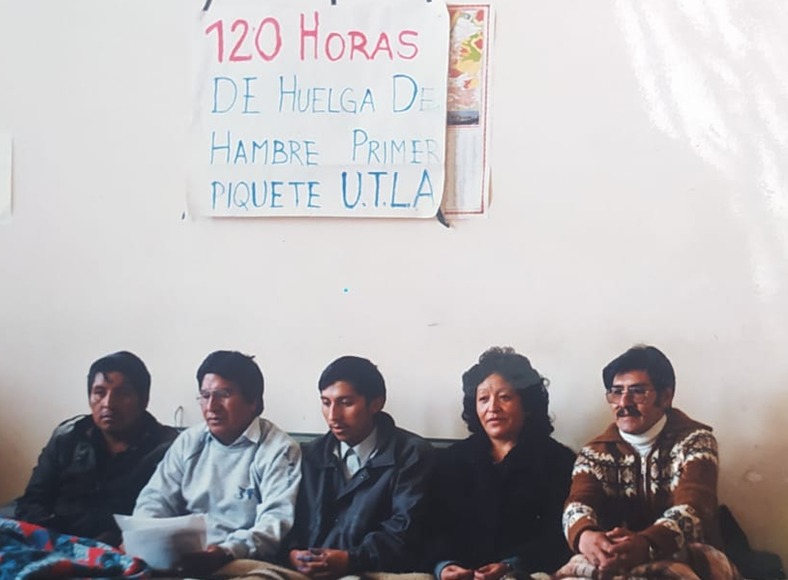 120 HORAS
DE HUELGA DE
HAMBRE PRIMER
PIQUETE U.T.L.A